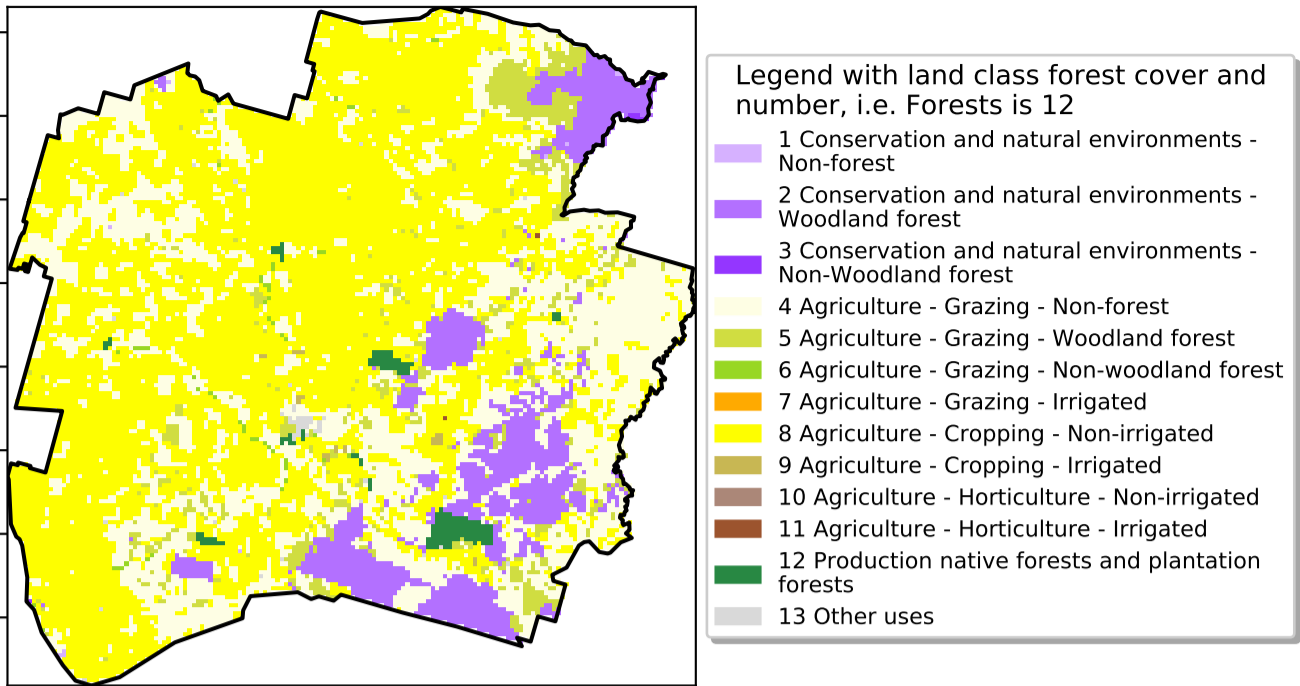 Legend with land class forest cover and
number, i.e. Forests is 12
1 Conservation and natural environments -
Non-forest
2 Conservation and natural environments -
Woodland forest
3 Conservation and natural environments -
Non-Woodland forest
4 Agriculture - Grazing - Non-forest
5 Agriculture - Grazing - Woodland forest
6 Agriculture - Grazing - Non-woodland forest
7 Agriculture - Grazing - Irrigated
8 Agriculture - Cropping - Non-irrigated
9 Agriculture - Cropping - Irrigated
10 Agriculture - Horticulture - Non-irrigated
11 Agriculture - Horticulture - Irrigated
12 Production native forests and plantation
forests
13 Other uses